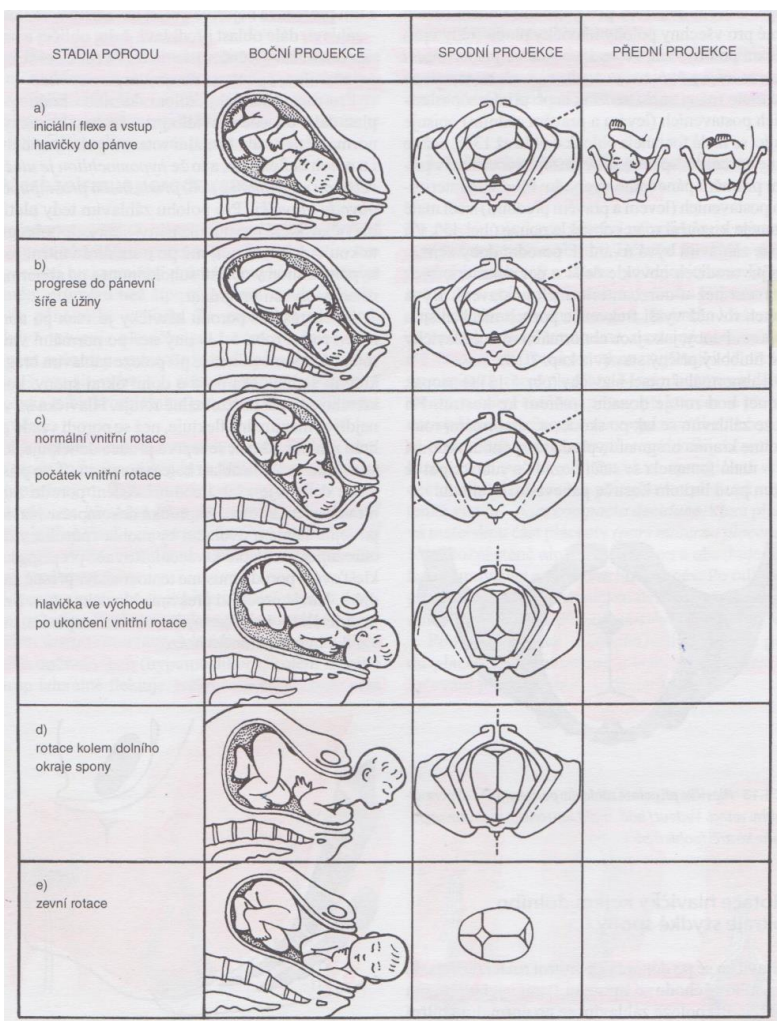 STADIA PORODU
BOČNÍ PROJEKCE
SPODNÍ PROJEKCE
PŘEDNÍ PROJEKCE
a)
iniciální flexe a vstup
hlavičky do pánve
b)
progrese do pánevní
šíře a úžiny
c)
normální vnitřní rotace
počátek vnitřní rotace
hlavička ve východu
po ukončení vnitřní rotace
d)
rotace kolem dolního
okraje spony
e)
zevní rotace